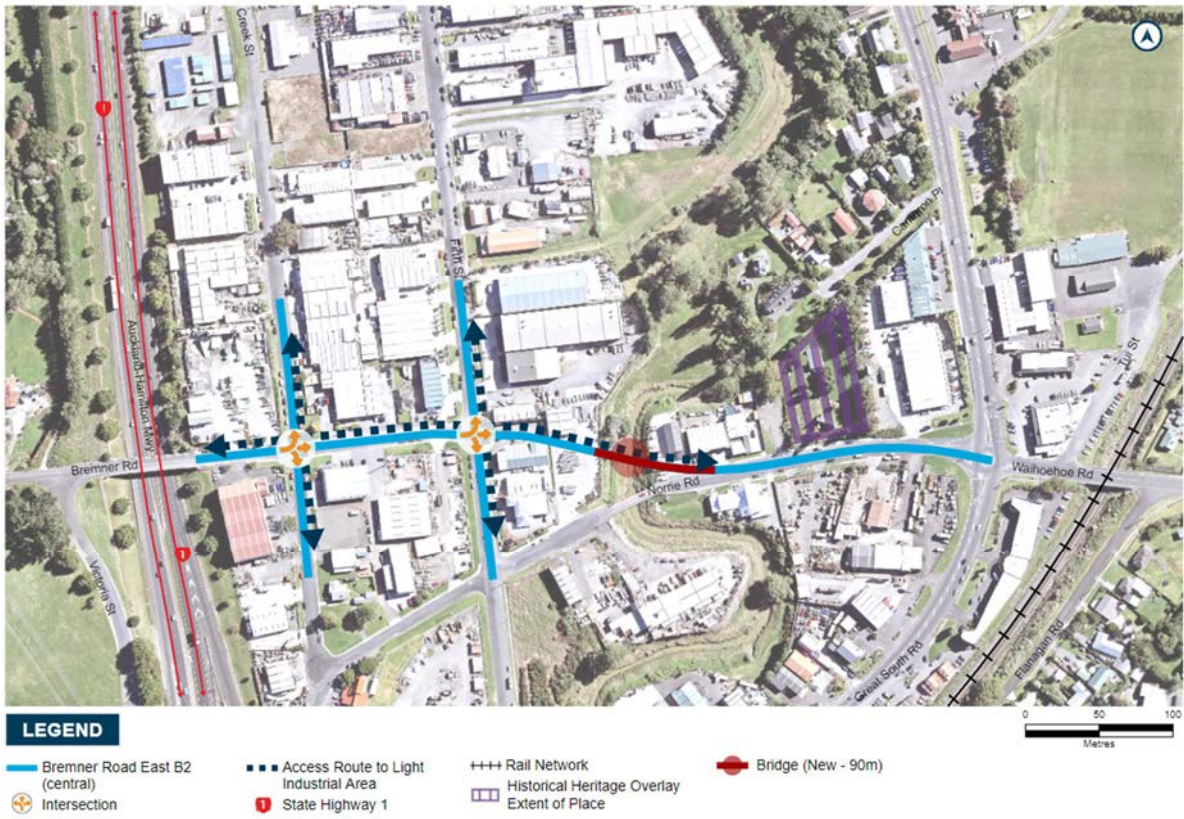 Creek St
1
Firth St
Cameron Pl
Auckland-Hamilton Mwy
Tui St
Bremner Rd
Norrie Rd
Waihoehoe Rd
1
Victoria St
Great South Rd
Flanagan Rd
LEGEND
0 50 100
Metres
Bremner Road East B2
(central)
Intersection
Access Route to Light
Industrial Area
1 State Highway 1
Rail Network
Historical Heritage Overlay
Extent of Place
Bridge (New - 90m)